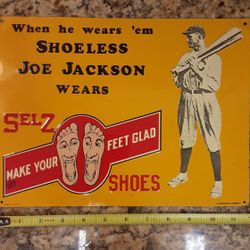 When he wears 'em
SHOELESS
JOE JACKSON
WEARS
SELZ
MAKE YOUR FEET GLAD
SHOES